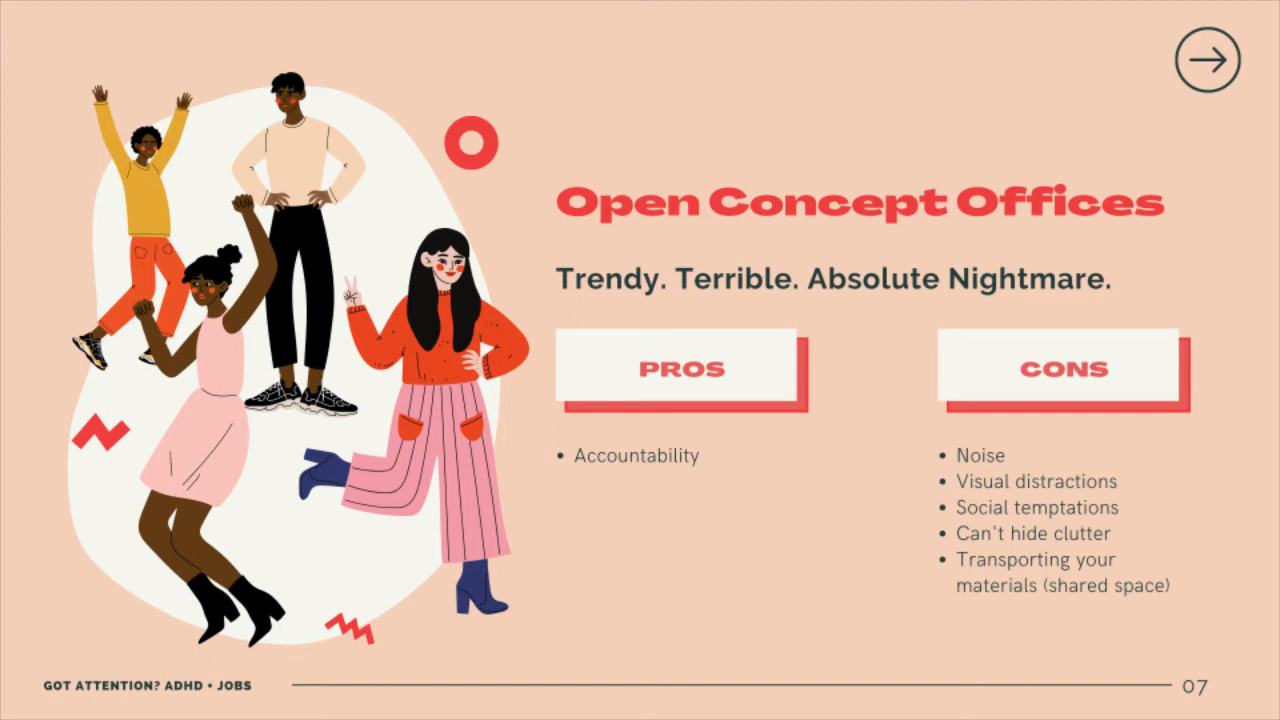 Open Concept Offices
Trendy. Terrible. Absolute Nightmare.
PROS
• Accountability
CONS
• Noise
• Visual distractions
• Social temptations
• Can't hide clutter
• Transporting your
materials (shared space)
GOT ATTENTION? ADHD • JOBS
07